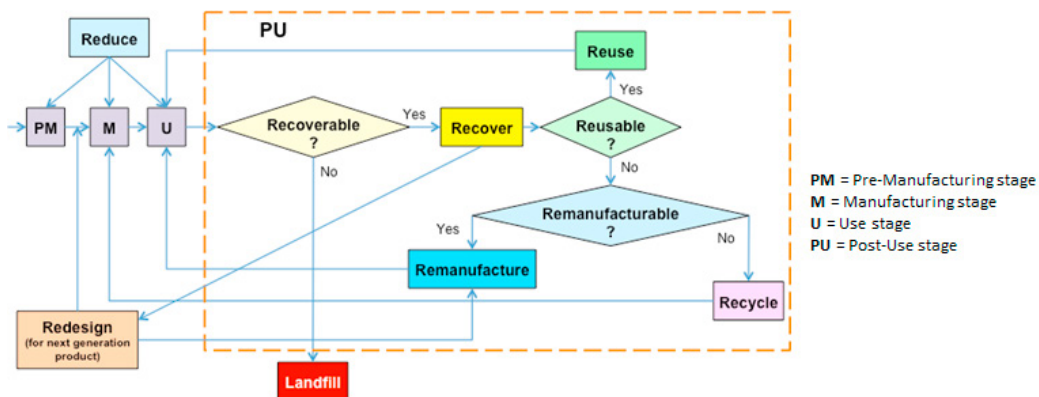 PU
Reduce
Reuse
Yes
PM
M
U
Recoverable
?
Yes
Recover
Reusable
?
No
No
Remanufacturable
?
Yes
No
Remanufacture
Recycle
Redesign
(for next generation
product)
Landfill
PM = Pre-Manufacturing stage
M = Manufacturing stage
U = Use stage
PU = Post-Use stage